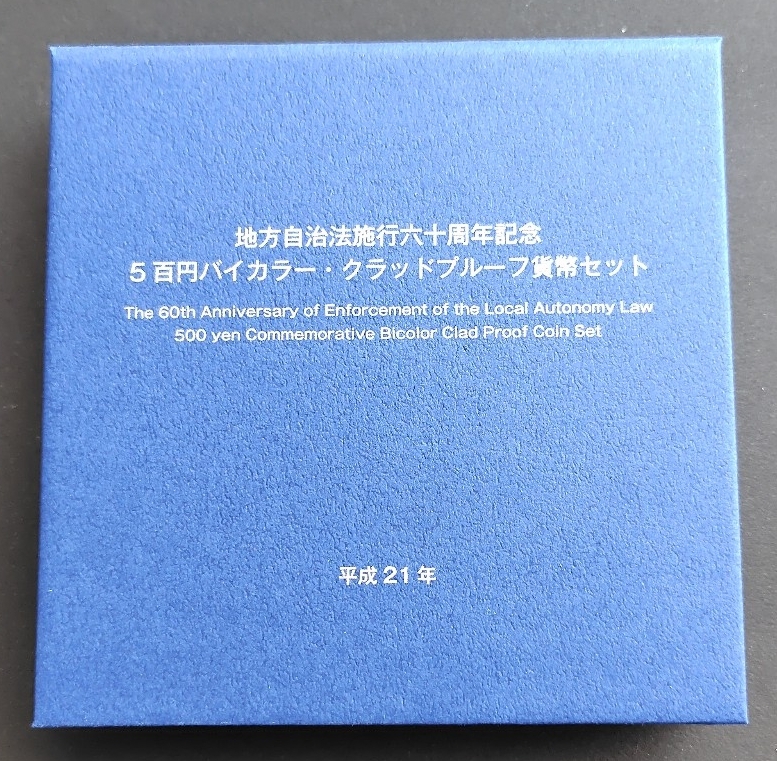 地方自治法施行六十周年記念
5百円バイカラー・クラッドプルーフ貨幣セット
The 60th Anniversary of Enforcement of the Local Autonomy Law
500 yen Commemorative Bicolor Clad Proof Coin Set
平成21年